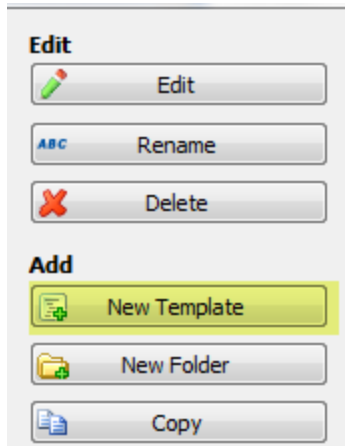 Edit
Edit
ABC Rename
Delete
Add
New Template
New Folder
Copy